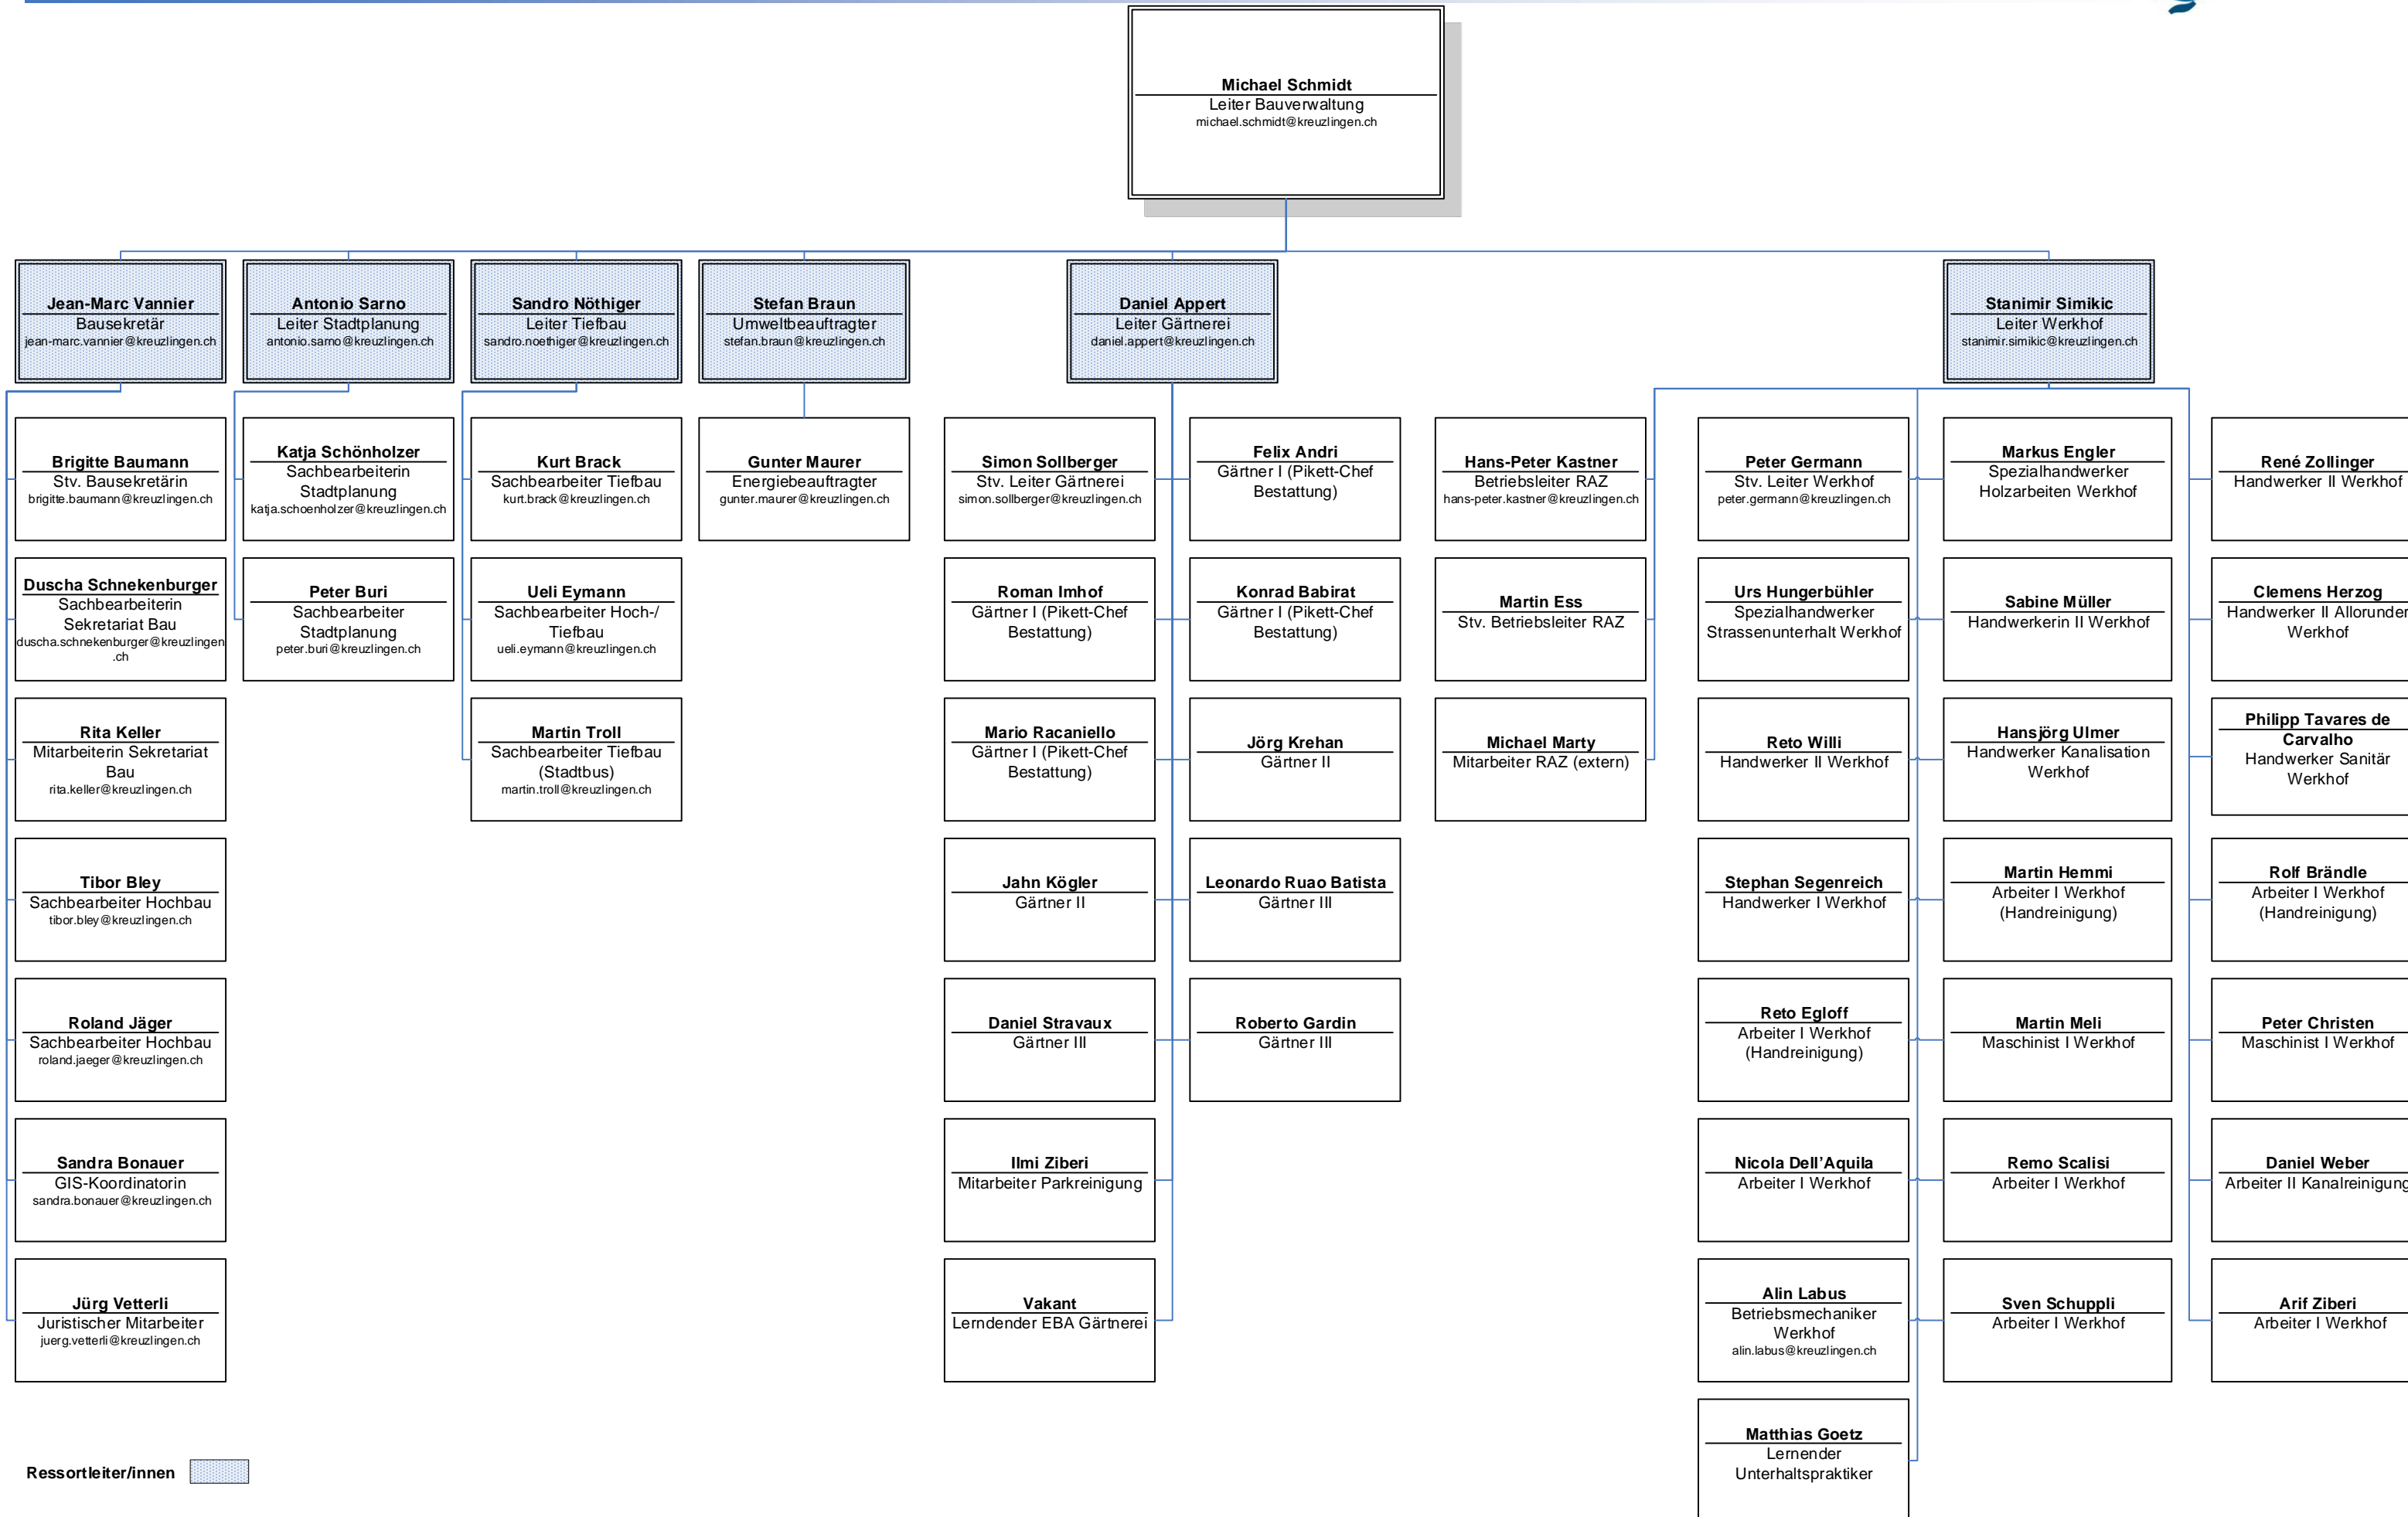 Michael Schmidt
Leiter Bauverwaltung
michael.schmidt@kreuzlingen.ch
Jean-Marc Vannier
Bausekretär
jean-marc.vannier@kreuzlingen.ch
Antonio Sarno
Leiter Stadtplanung
antonio.sarno@kreuzlingen.ch
Sandro Nöthiger
Leiter Tiefbau
sandro.noethiger@kreuzlingen.ch
Stefan Braun
Umweltbeauftragter
stefan.braun@kreuzlingen.ch
Daniel Appert
Leiter Gärtnerei
daniel.appert@kreuzlingen.ch
Stanimir Simikic
Leiter Werkhof
stanimir.simikic@kreuzlingen.ch
Brigitte Baumann
Stv. Bausekretärin
brigitte.baumann@kreuzlingen.ch
Duscha Schnekenburger
Sachbearbeiterin
Sekretariat Bau
duscha.schnekenburger@kreuzlingen
.ch
Rita Keller
Mitarbeiterin Sekretariat
Bau
rita.keller@kreuzlingen.ch
Tibor Bley
Sachbearbeiter Hochbau
tibor.bley@kreuzlingen.ch
Roland Jäger
Sachbearbeiter Hochbau
roland.jaeger@kreuzlingen.ch
Sandra Bonauer
GIS-Koordinatorin
sandra.bonauer@kreuzlingen.ch
Jürg Vetterli
Juristischer Mitarbeiter
juerg.vetterli@kreuzlingen.ch
Katja Schönholzer
Sachbearbeiterin
Stadtplanung
katja.schoenholzer@kreuzlingen.ch
Peter Buri
Sachbearbeiter
Stadtplanung
peter.buri@kreuzlingen.ch
Kurt Brack
Sachbearbeiter Tiefbau
kurt.brack@kreuzlingen.ch
Ueli Eymann
Sachbearbeiter Hoch-/
Tiefbau
ueli.eymann@kreuzlingen.ch
Martin Troll
Sachbearbeiter Tiefbau
(Stadtbus)
martin.troll@kreuzlingen.ch
Gunter Maurer
Energiebeauftragter
gunter.maurer@kreuzlingen.ch
Simon Sollberger
Stv. Leiter Gärtnerei
simon.sollberger@kreuzlingen.ch
Roman Imhof
Gärtner I (Pikett-Chef
Bestattung)
Mario Racaniello
Gärtner I (Pikett-Chef
Bestattung)
Jahn Kögler
Gärtner II
Daniel Stravaux
Gärtner III
Ilmi Ziberi
Mitarbeiter Parkreinigung
Vakant
Lerndender EBA Gärtnerei
Felix Andri
Gärtner I (Pikett-Chef
Bestattung)
Konrad Babirat
Gärtner I (Pikett-Chef
Bestattung)
Jörg Krehan
Gärtner II
Leonardo Ruao Batista
Gärtner III
Roberto Gardin
Gärtner III
Hans-Peter Kastner
Betriebsleiter RAZ
hans-peter.kastner@kreuzlingen.ch
Martin Ess
Stv. Betriebsleiter RAZ
Michael Marty
Mitarbeiter RAZ (extern)
Peter Germann
Stv. Leiter Werkhof
peter.germann@kreuzlingen.ch
Urs Hungerbühler
Spezialhandwerker
Strassenunterhalt Werkhof
Reto Willi
Handwerker II Werkhof
Stephan Segenreich
Handwerker I Werkhof
Reto Egloff
Arbeiter I Werkhof
(Handreinigung)
Nicola Dell’Aquila
Arbeiter I Werkhof
Alin Labus
Betriebsmechaniker
Werkhof
alin.labus@kreuzlingen.ch
Matthias Goetz
Lernender
Unterhaltspraktiker
Markus Engler
Spezialhandwerker
Holzarbeiten Werkhof
Sabine Müller
Handwerkerin II Werkhof
Hansjörg Ulmer
Handwerker Kanalisation
Werkhof
Martin Hemmi
Arbeiter I Werkhof
(Handreinigung)
Martin Meli
Maschinist I Werkhof
Remo Scalisi
Arbeiter I Werkhof
Sven Schuppli
Arbeiter I Werkhof
René Zollinger
Handwerker II Werkhof
Clemens Herzog
Handwerker II Allorunder
Werkhof
Philipp Tavares de
Carvalho
Handwerker Sanitär
Werkhof
Rolf Brändle
Arbeiter I Werkhof
(Handreinigung)
Peter Christen
Maschinist I Werkhof
Daniel Weber
Arbeiter II Kanalreinigung
Arif Ziberi
Arbeiter I Werkhof
Ressortleiter/innen